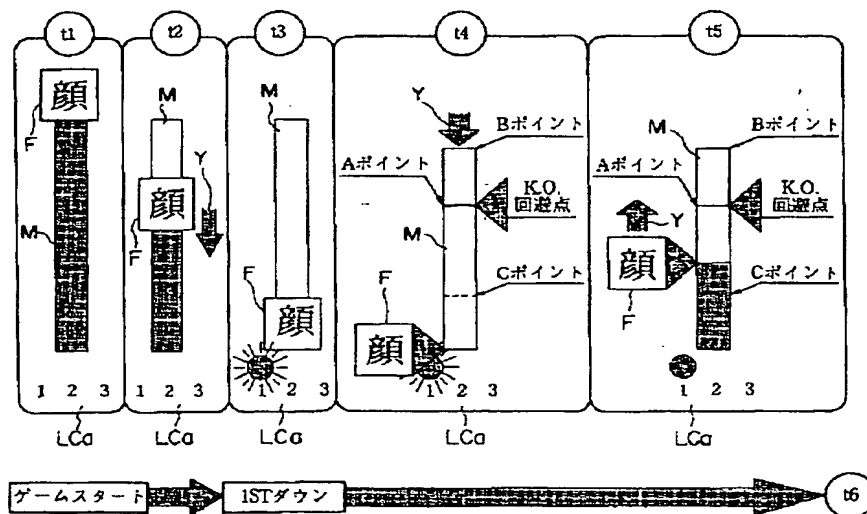 t1
顔
F
M
1 2 3
LCa
t2
M
Y
顔
F
1 2 3
LCa
t3
M
F
顔
1 2 3
LCa
t4
Y
Bポイント
Aポイント
K.O.
回避点
M
Cポイント
F
顔
1 2 3
LCa
t5
M
Bポイント
Aポイント
K.O.
回避点
Y
顔
Cポイント
F
1 2 3
LCa
ゲームスタート
1STダウン
t6